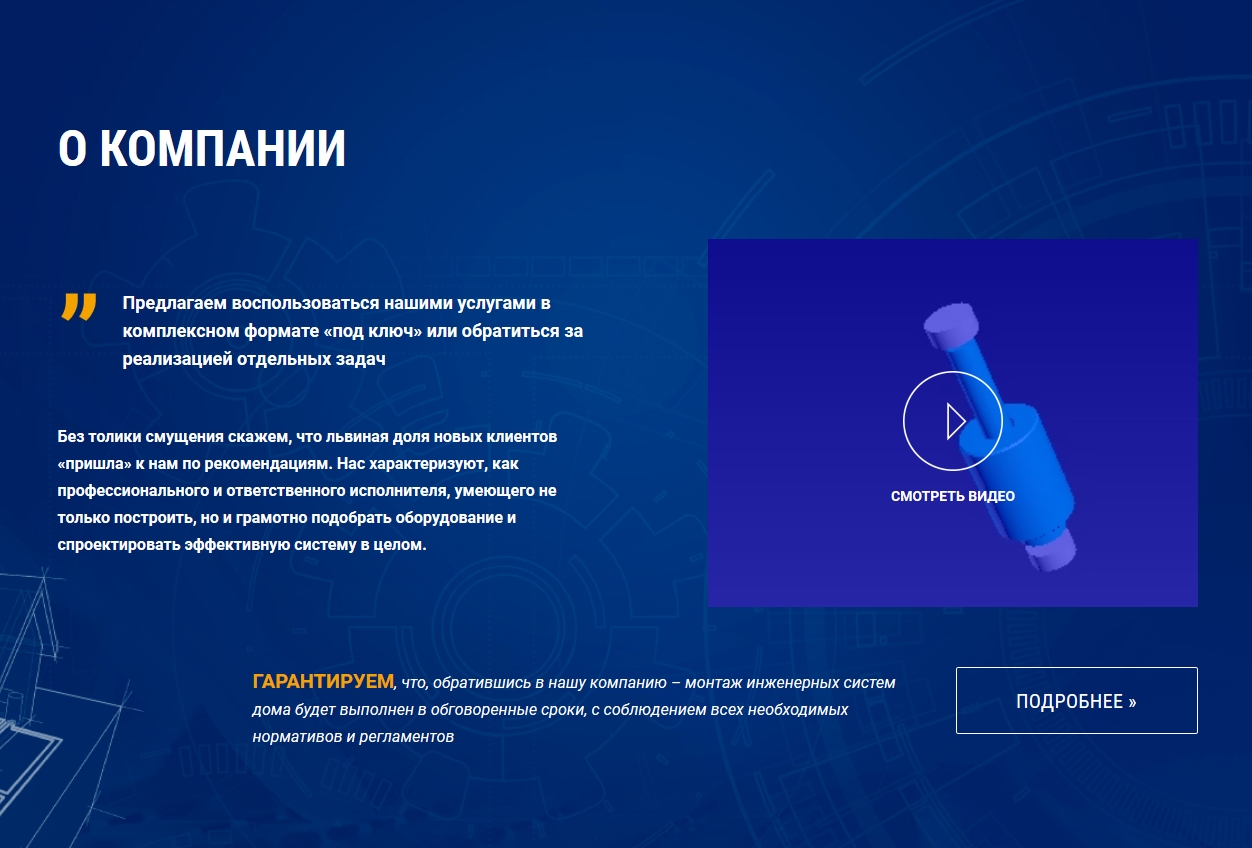 О КОМПАНИИ
Предлагаем воспользоваться нашими услугами в
комплексном формате «под ключ» или обратиться за
реализацией отдельных задач
Без толики смущения скажем, что львиная доля новых клиентов
«пришла» к нам по рекомендациям. Нас характеризуют, как
профессионального и ответственного исполнителя, умеющего не
только построить, но и грамотно подобрать оборудование и
спроектировать эффективную систему в целом.
СМОТРЕТЬ ВИДЕО
ГАРАНТИРУЕМ, что, обратившись в нашу компанию – монтаж инженерных систем
дома будет выполнен в обговоренные сроки, с соблюдением всех необходимых
нормативов и регламентов
ПОДРОБНЕЕ »